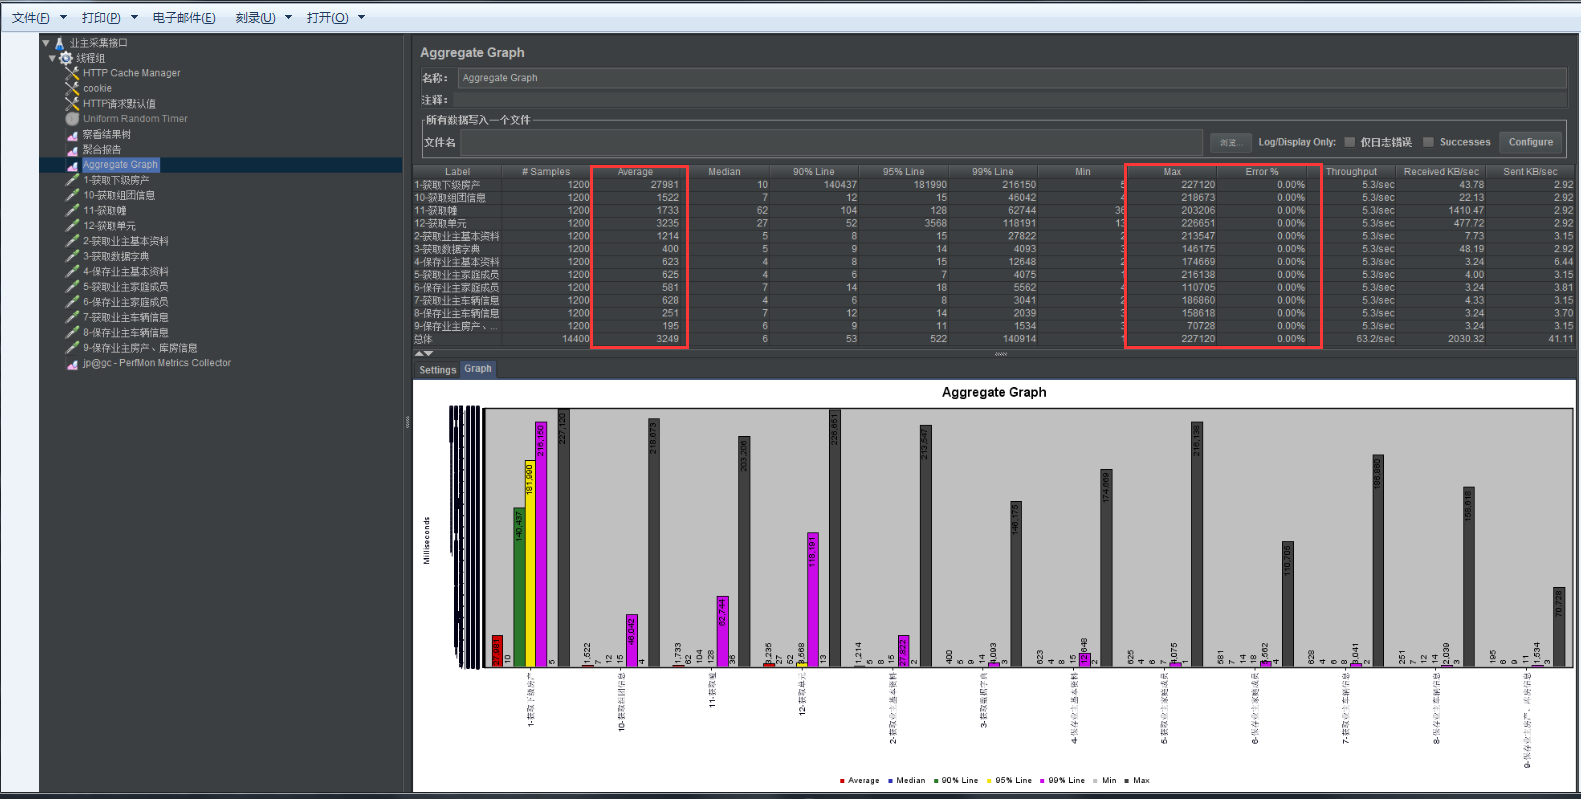 文件(F) 打印(P) 电子邮件(E) 刻录(U) 打开(O)
业主采集接口
线程组
HTTP Cache Manager
cookie
HTTP请求默认值
Uniform Random Timer
察看结果树
聚合报告
Aggregate Graph
1-获取下级房产
10-获取组团信息
11-获取幢
12-获取单元
2-获取业主基本资料
3-获取数据字典
4-保存业主基本资料
5-获取业主家庭成员
6-保存业主家庭成员
7-获取业主车辆信息
8-保存业主车辆信息
9-保存业主房产、库房信息
jp@gc - PerfMon Metrics Collector
Aggregate Graph
名称: Aggregate Graph
注释:
所有数据写入一个文件
文件名 浏览... Log/Display Only: 仅日志错误 Successes Configure
Label # Samples Average Median 90% Line 95% Line 99% Line Min Max Error % Throughput Received KB/sec Sent KB/sec
1-获取下级房产 1200 27981 10 140437 181990 216150 5 227120 0.00% 5.3/sec 43.78 2.92
10-获取组团信息 1200 1522 7 12 15 46042 4 218673 0.00% 5.3/sec 22.13 2.92
11-获取幢 1200 1733 62 104 128 62744 36 203206 0.00% 5.3/sec 1410.47 2.92
12-获取单元 1200 3235 27 52 3568 118191 13 226651 0.00% 5.3/sec 477.72 2.92
2-获取业主基本资料 1200 1214 5 8 15 27822 2 213547 0.00% 5.3/sec 7.73 3.15
3-获取数据字典 1200 400 5 9 14 4093 3 146175 0.00% 5.3/sec 48.19 2.92
4-保存业主基本资料 1200 623 4 8 15 12648 2 174669 0.00% 5.3/sec 3.24 6.44
5-获取业主家庭成员 1200 625 4 6 7 4075 1 216138 0.00% 5.3/sec 4.00 3.15
6-保存业主家庭成员 1200 581 7 14 18 5562 4 110705 0.00% 5.3/sec 3.24 3.81
7-获取业主车辆信息 1200 628 4 6 8 3041 2 186860 0.00% 5.3/sec 4.33 3.15
8-保存业主车辆信息 1200 251 7 12 14 2039 3 158618 0.00% 5.3/sec 3.24 3.70
9-保存业主房产、... 1200 195 6 9 11 1534 3 70728 0.00% 5.3/sec 3.24 3.15
总体 14400 3249 6 53 522 140914 1 227120 0.00% 63.2/sec 2030.32 41.11
Settings Graph
Aggregate Graph
Milliseconds
27,981 10 140,437 181,990 216,150 5 227,120
1,522 7 12 15 46,042 4 218,673
1,733 62 104 128 62,744 36 203,206
3,235 27 52 3,568 118,191 13 226,651
1,214 5 8 15 27,822 2 213,547
400 5 9 14 4,093 3 146,175
623 4 8 15 12,648 2 174,669
625 4 6 7 4,075 1 216,138
581 7 14 18 5,562 4 110,705
628 4 6 8 3,041 2 186,860
251 7 12 14 2,039 3 158,618
195 6 9 11 1,534 3 70,728
1-获取下级房产
10-获取组团信息
11-获取幢
12-获取单元
2-获取业主基本资料
3-获取数据字典
4-保存业主基本资料
5-获取业主家庭成员
6-保存业主家庭成员
7-获取业主车辆信息
8-保存业主车辆信息
9-保存业主房产、库房信息
Average Median 90% Line 95% Line 99% Line Min Max